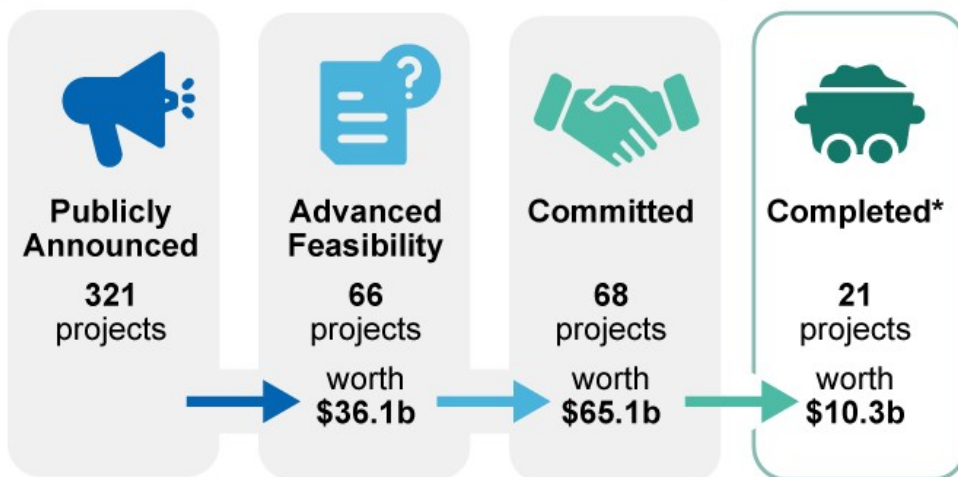 Publicly
Announced
321
projects
?
Advanced
Feasibility
66
projects
worth
$36.1b
Committed
68
projects
worth
$65.1b
Completed*
21
projects
worth
$10.3b